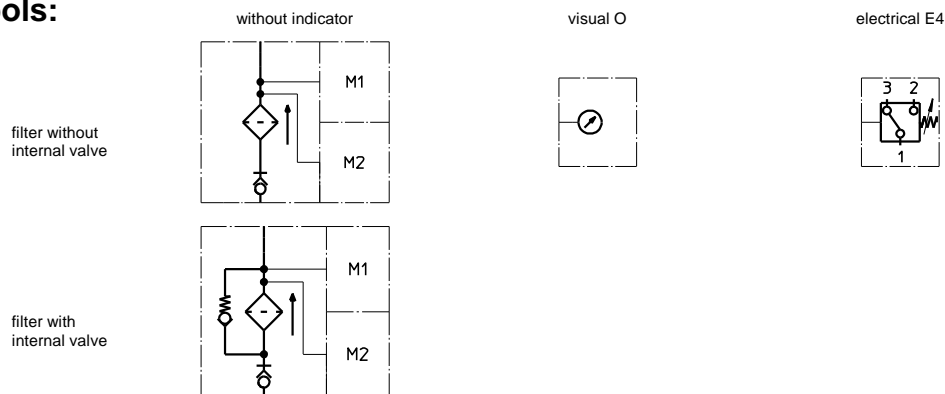 ols:
without indicator
visual O
electrical E4
M1
M2
filter without
internal valve
3 2
1
M1
M2
filter with
internal valve